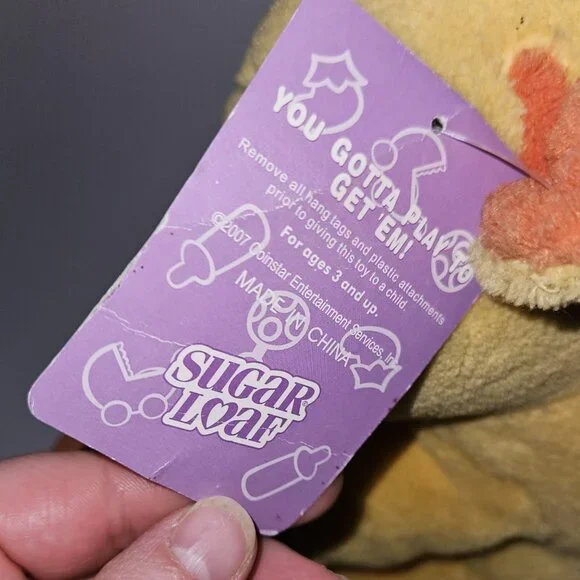 YOU GOTTA PLAY TO
GET 'EM!
Remove all hang tags and plastic attachments
prior to giving this toy to a child.
For ages 3 and up.
©2007 Coinstar Entertainment Services, In
MADE IN CHINA
SUGAR
LOAF